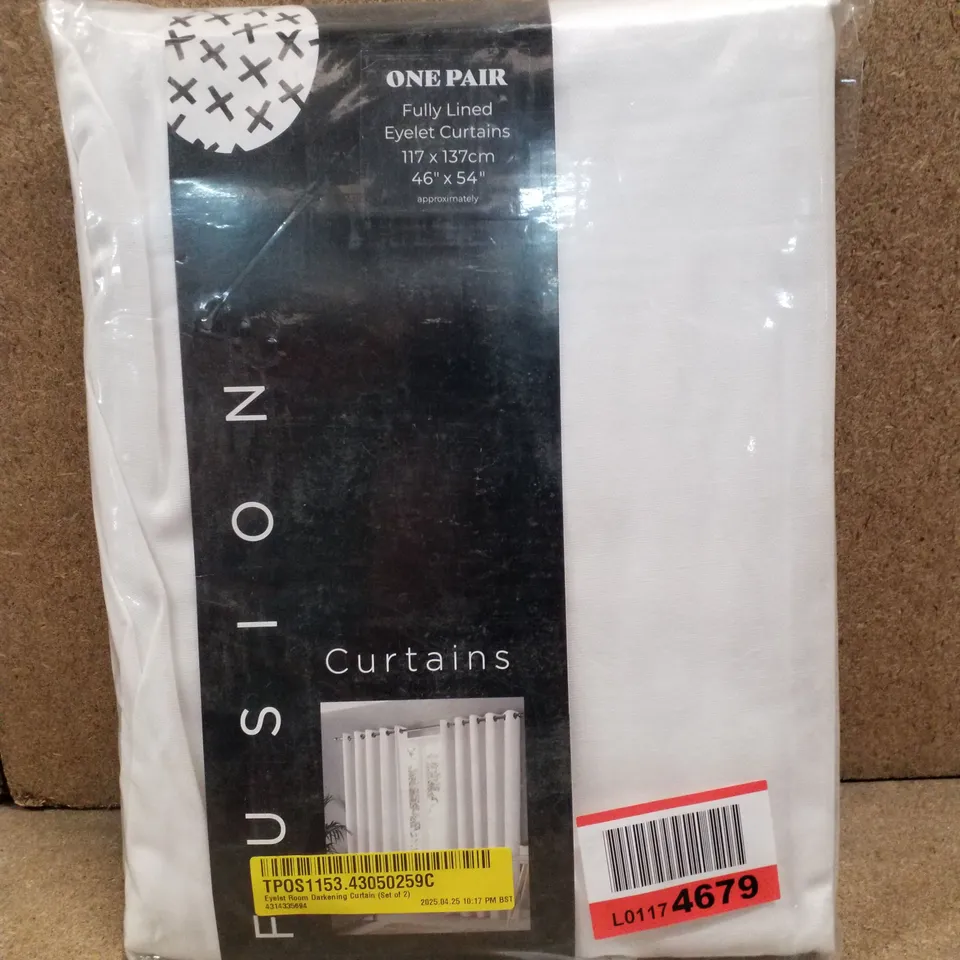 ONE PAIR
Fully Lined
Eyelet Curtains
117 x 137cm
46" x 54"
approximately
FUSION
Curtains
TPOS1153.43050259C
Eyelet Room Darkening Curtain (Set of 2)
A314335694 2025.04.25 10:17 PM BST
L0117 4679